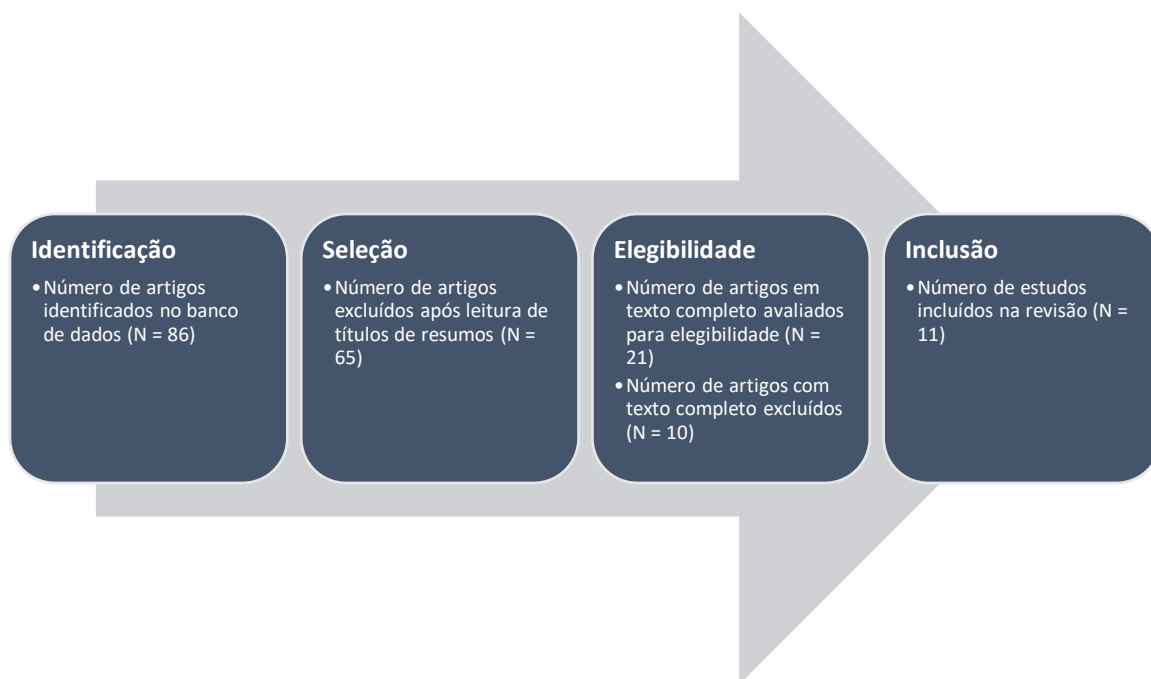 Identificação
•Número de artigos
identificados no banco
de dados (N = 86)
Seleção
•Número de artigos
excluídos após leitura de
títulos de resumos (N =
65)
Elegibilidade
•Número de artigos em
texto completo avaliados
para elegibilidade (N =
21)
•Número de artigos com
texto completo excluídos
(N = 10)
Inclusão
•Número de estudos
incluídos na revisão (N =
11)